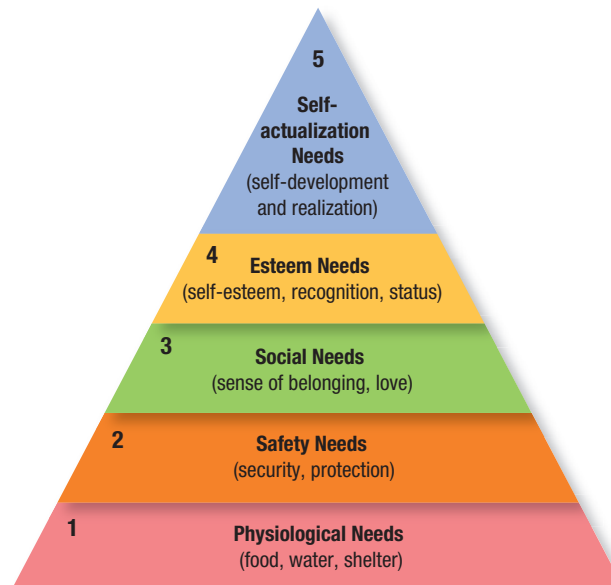 5
Self-
actualization
Needs
(self-development
and realization)
4
Esteem Needs
(self-esteem, recognition, status)
3
Social Needs
(sense of belonging, love)
2
Safety Needs
(security, protection)
1
Physiological Needs
(food, water, shelter)